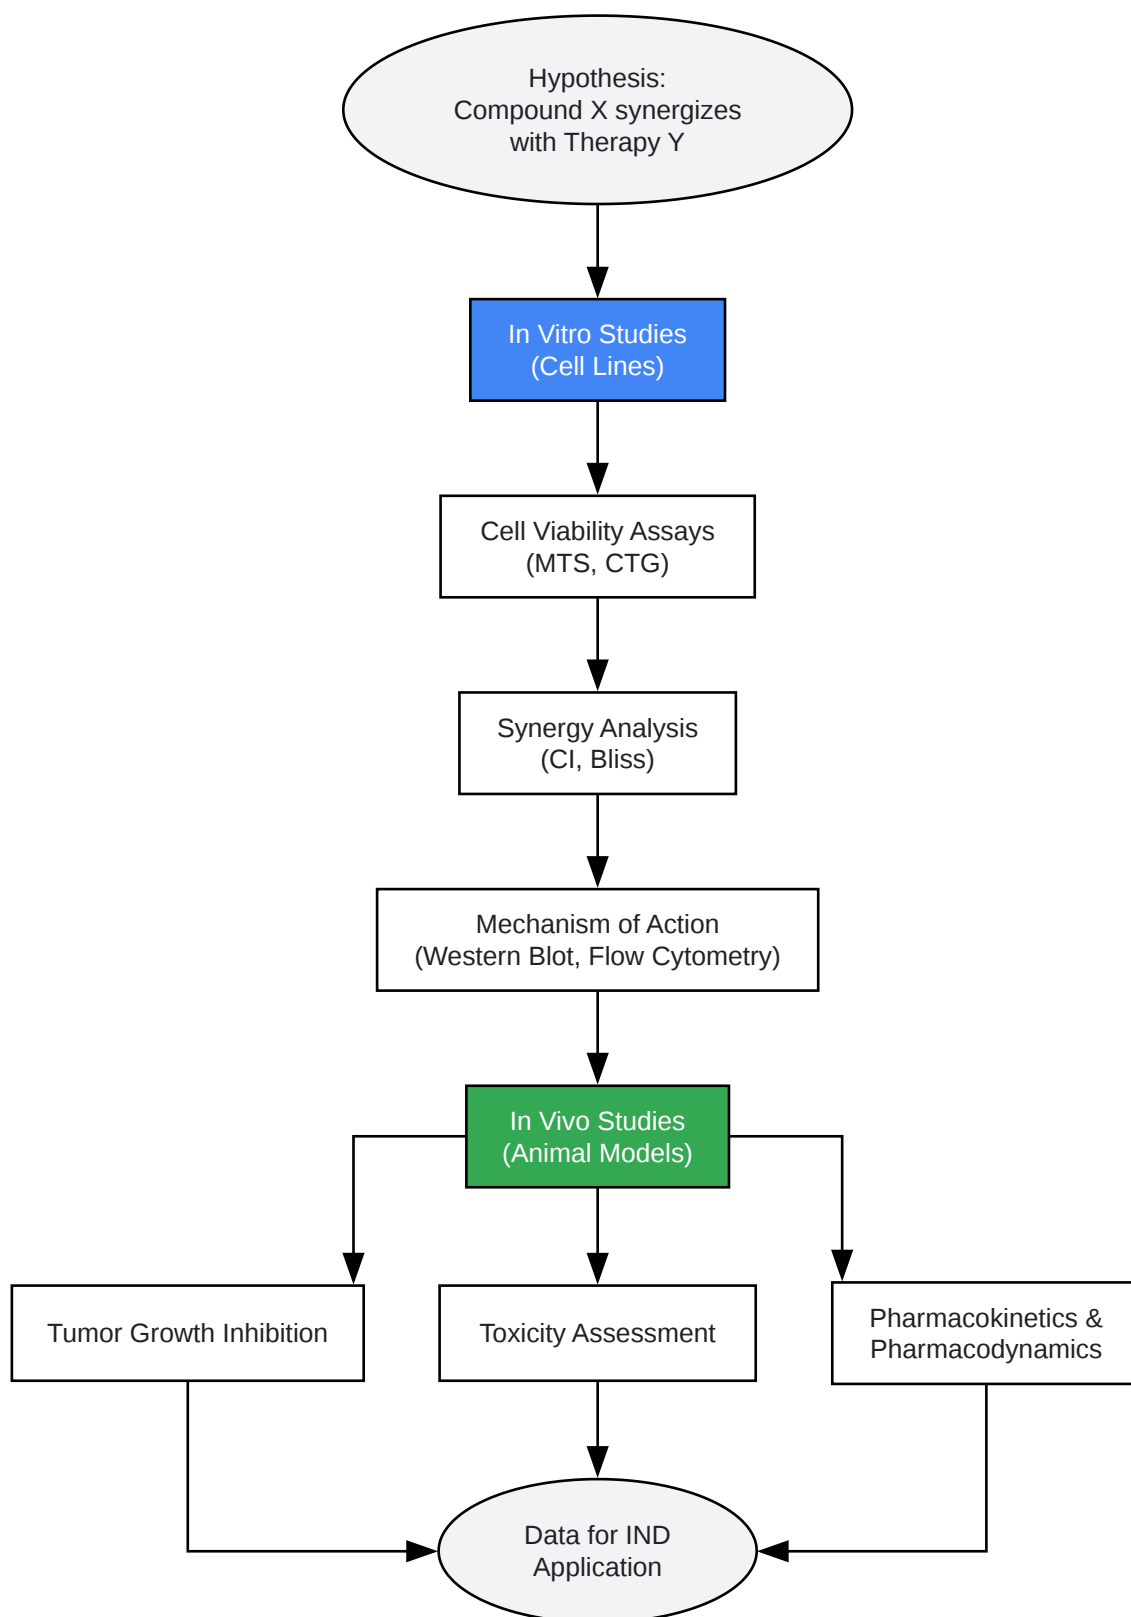 Hypothesis:
Compound X synergizes
with Therapy Y
In Vitro Studies
(Cell Lines)
Cell Viability Assays
(MTS, CTG)
Synergy Analysis
(CI, Bliss)
Mechanism of Action
(Western Blot, Flow Cytometry)
In Vivo Studies
(Animal Models)
Tumor Growth Inhibition
Toxicity Assessment
Pharmacokinetics &
Pharmacodynamics
Data for IND
Application